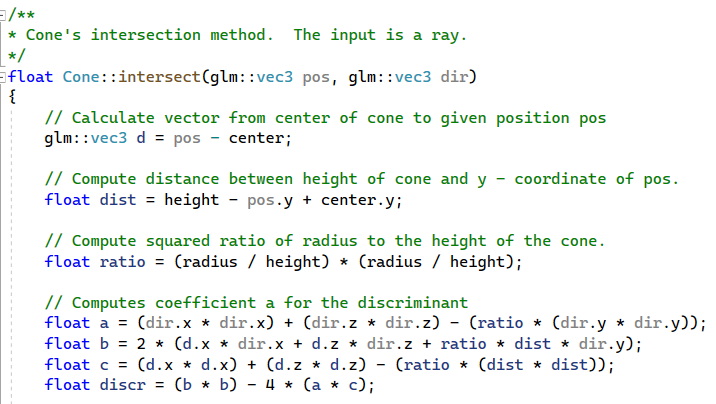 /**
* Cone's intersection method.  The input is a ray.
*/
float Cone::intersect(glm::vec3 pos, glm::vec3 dir)
{
    // Calculate vector from center of cone to given position pos
    glm::vec3 d = pos - center;

    // Compute distance between height of cone and y - coordinate of pos.
    float dist = height - pos.y + center.y;

    // Compute squared ratio of radius to the height of the cone.
    float ratio = (radius / height) * (radius / height);

    // Computes coefficient a for the discriminant
    float a = (dir.x * dir.x) + (dir.z * dir.z) - (ratio * (dir.y * dir.y));
    float b = 2 * (d.x * dir.x + d.z * dir.z + ratio * dist * dir.y);
    float c = (d.x * d.x) + (d.z * d.z) - (ratio * (dist * dist));
    float discr = (b * b) - 4 * (a * c);